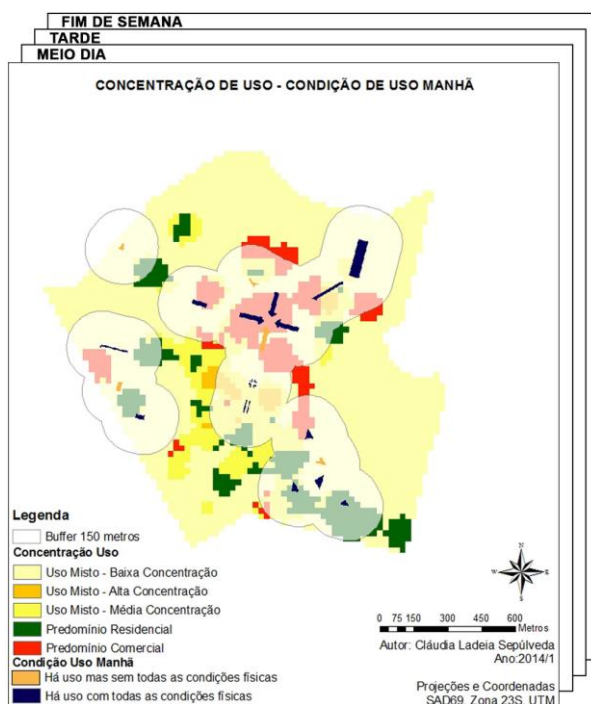 FIM DE SEMANA
TARDE
MEIO DIA
CONCENTRAÇÃO DE USO - CONDIÇÃO DE USO MANHÃ
Legenda
Buffer 150 metros
Concentração Uso
Uso Misto - Baixa Concentração
Uso Misto - Alta Concentração
Uso Misto - Média Concentração
Predomínio Residencial
Predomínio Comercial
Condição Uso Manhã
Há uso mas sem todas as condições físicas
Há uso com todas as condições físicas
N
W E
S
0 75 150 300 450 600
Metros
Autor: Cláudia Ladeia Sepúlveda
Ano:2014/1
Projeções e Coordenadas
SAD69, Zona 23S, UTM